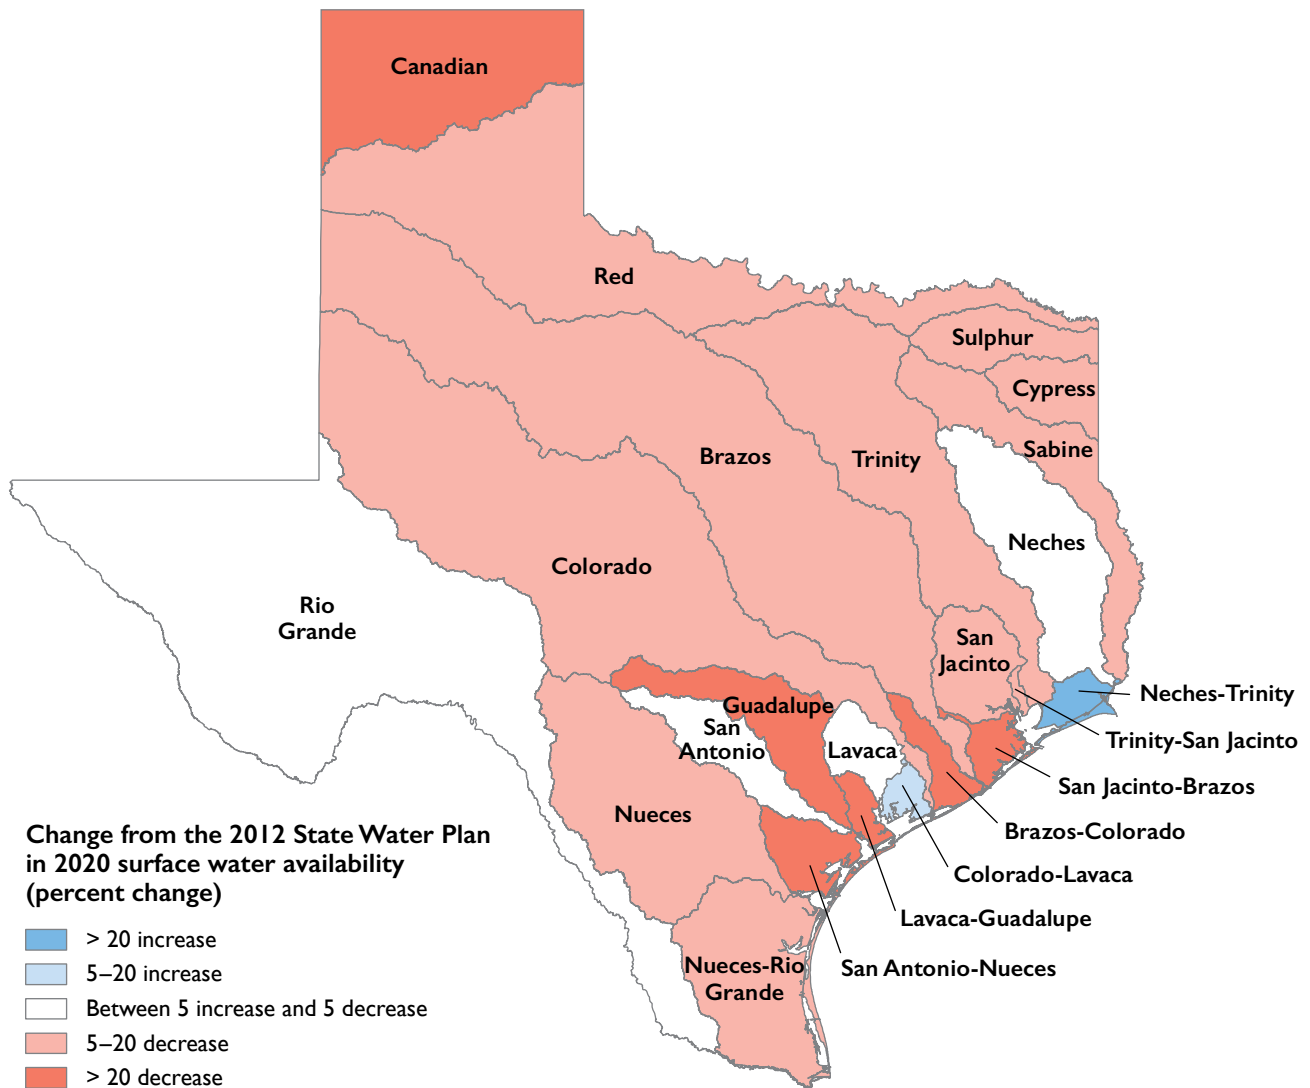 Canadian
Red
Sulphur
Cypress
Sabine
Brazos
Trinity
Neches
Colorado
Rio
Grande
San
Jacinto
Neches-Trinity
Guadalupe
San
Antonio
Lavaca
Trinity-San Jacinto
San Jacinto-Brazos
Nueces
Brazos-Colorado
Colorado-Lavaca
Lavaca-Guadalupe
San Antonio-Nueces
Nueces-Rio
Grande
Change from the 2012 State Water Plan
in 2020 surface water availability
(percent change)
> 20 increase
5–20 increase
Between 5 increase and 5 decrease
5–20 decrease
> 20 decrease